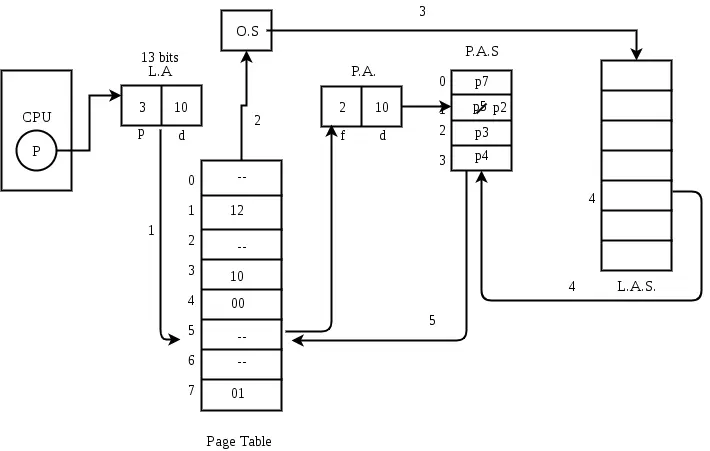 3
O.S
13 bits
L.A
P.A.
P.A.S
CPU
P
3 10
p d
2
2 10
f d
0 p7
1 p5 p2
2 p3
3 p4
1
0 --
1 12
2 --
3 10
4 00
5 --
6 --
7 01
4
4
5
L.A.S.
Page Table